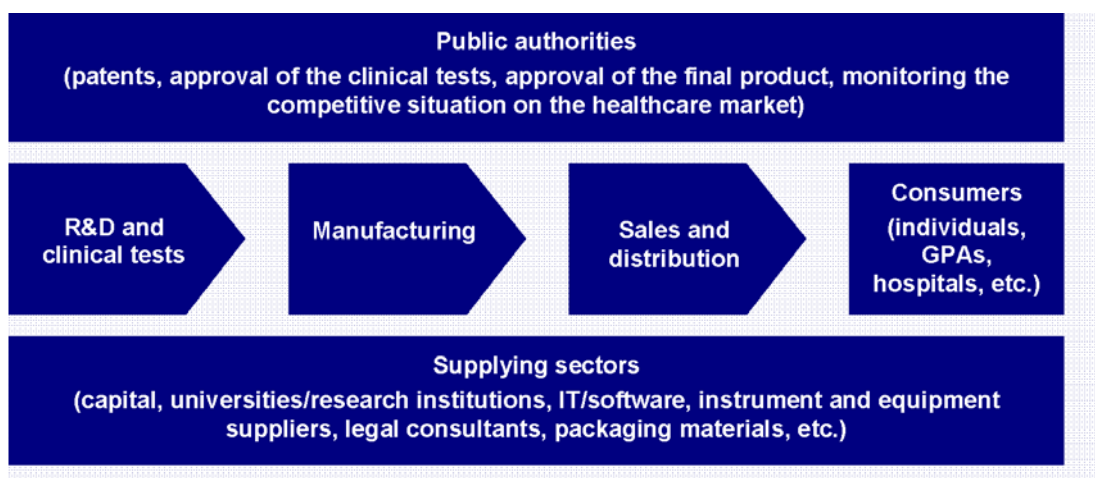 Public authorities
(patents, approval of the clinical tests, approval of the final product, monitoring the
competitive situation on the healthcare market)
R&D and
clinical tests
Manufacturing
Sales and
distribution
Consumers
(individuals,
GPAs,
hospitals, etc.)
Supplying sectors
(capital, universities/research institutions, IT/software, instrument and equipment
suppliers, legal consultants, packaging materials, etc.)